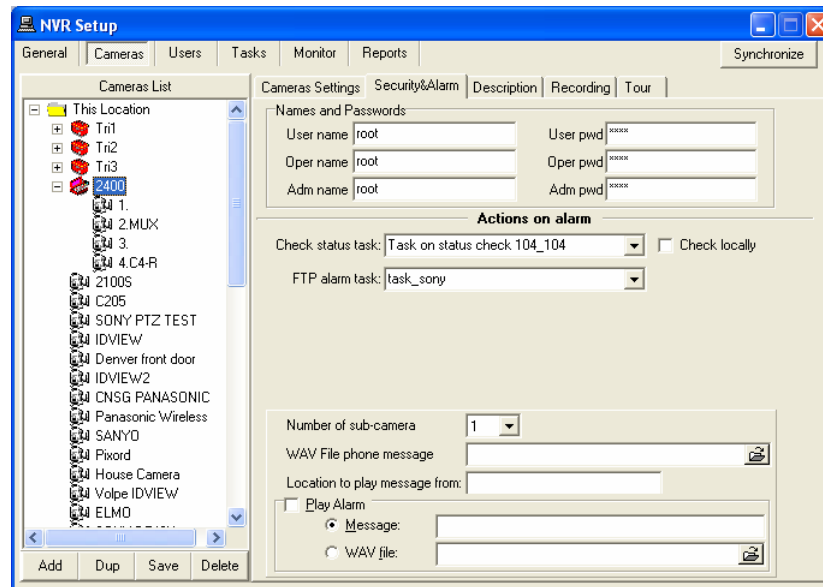 NVR Setup
General Cameras Users Tasks Monitor Reports Synchronize
Cameras List
This Location
Tri1
Tri2
Tri3
2400
1.
2.MUX
3.
4.C4-R
2100S
C205
SONY PTZ TEST
IDVIEW
Denver front door
IDVIEW2
CNSG PANASONIC
Panasonic Wireless
SANYO
Pixord
House Camera
Volpe IDVIEW
ELMO
Add Dup Save Delete
Cameras Settings Security&Alarm Description Recording Tour
Names and Passwords
User name root User pwd ****
Oper name root Oper pwd ****
Adm name root Adm pwd ****
Actions on alarm
Check status task: Task on status check 104_104 Check locally
FTP alarm task: task_sony
Number of sub-camera 1
WAV File phone message
Location to play message from:
Play Alarm
Message:
WAV file: